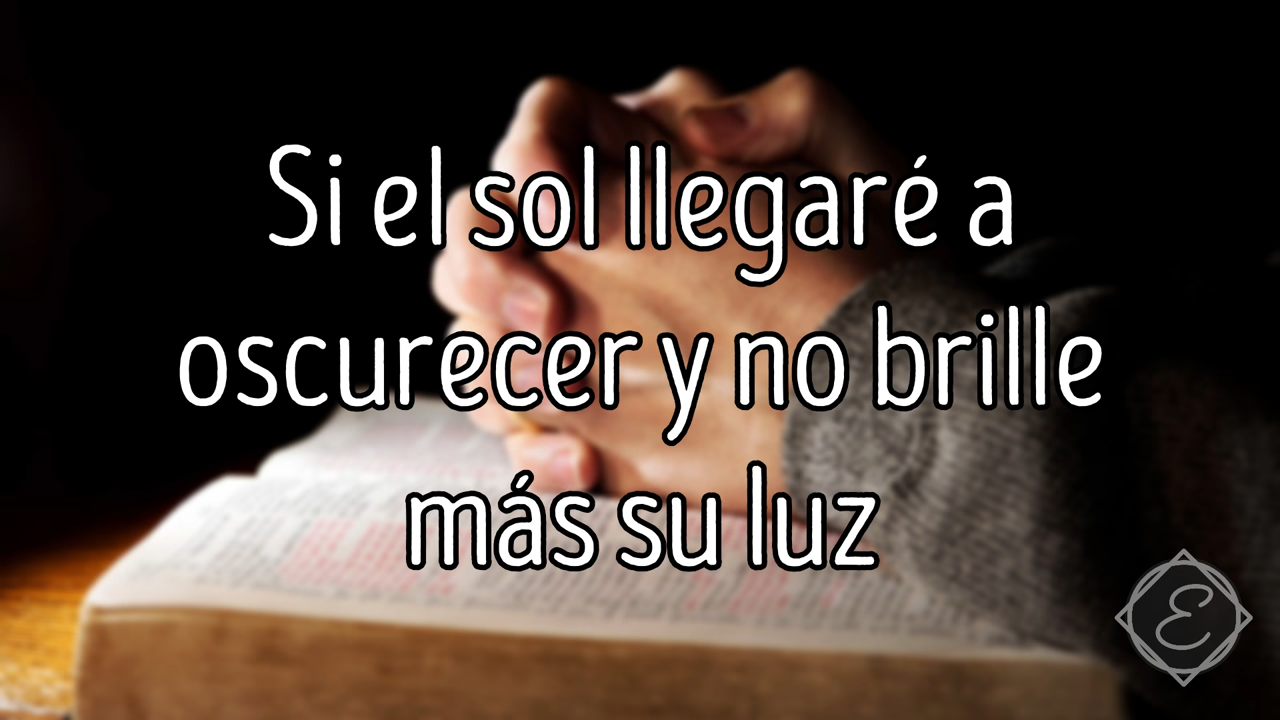 Si el sol llegaré a
oscurecer y no brille
más su luz
E